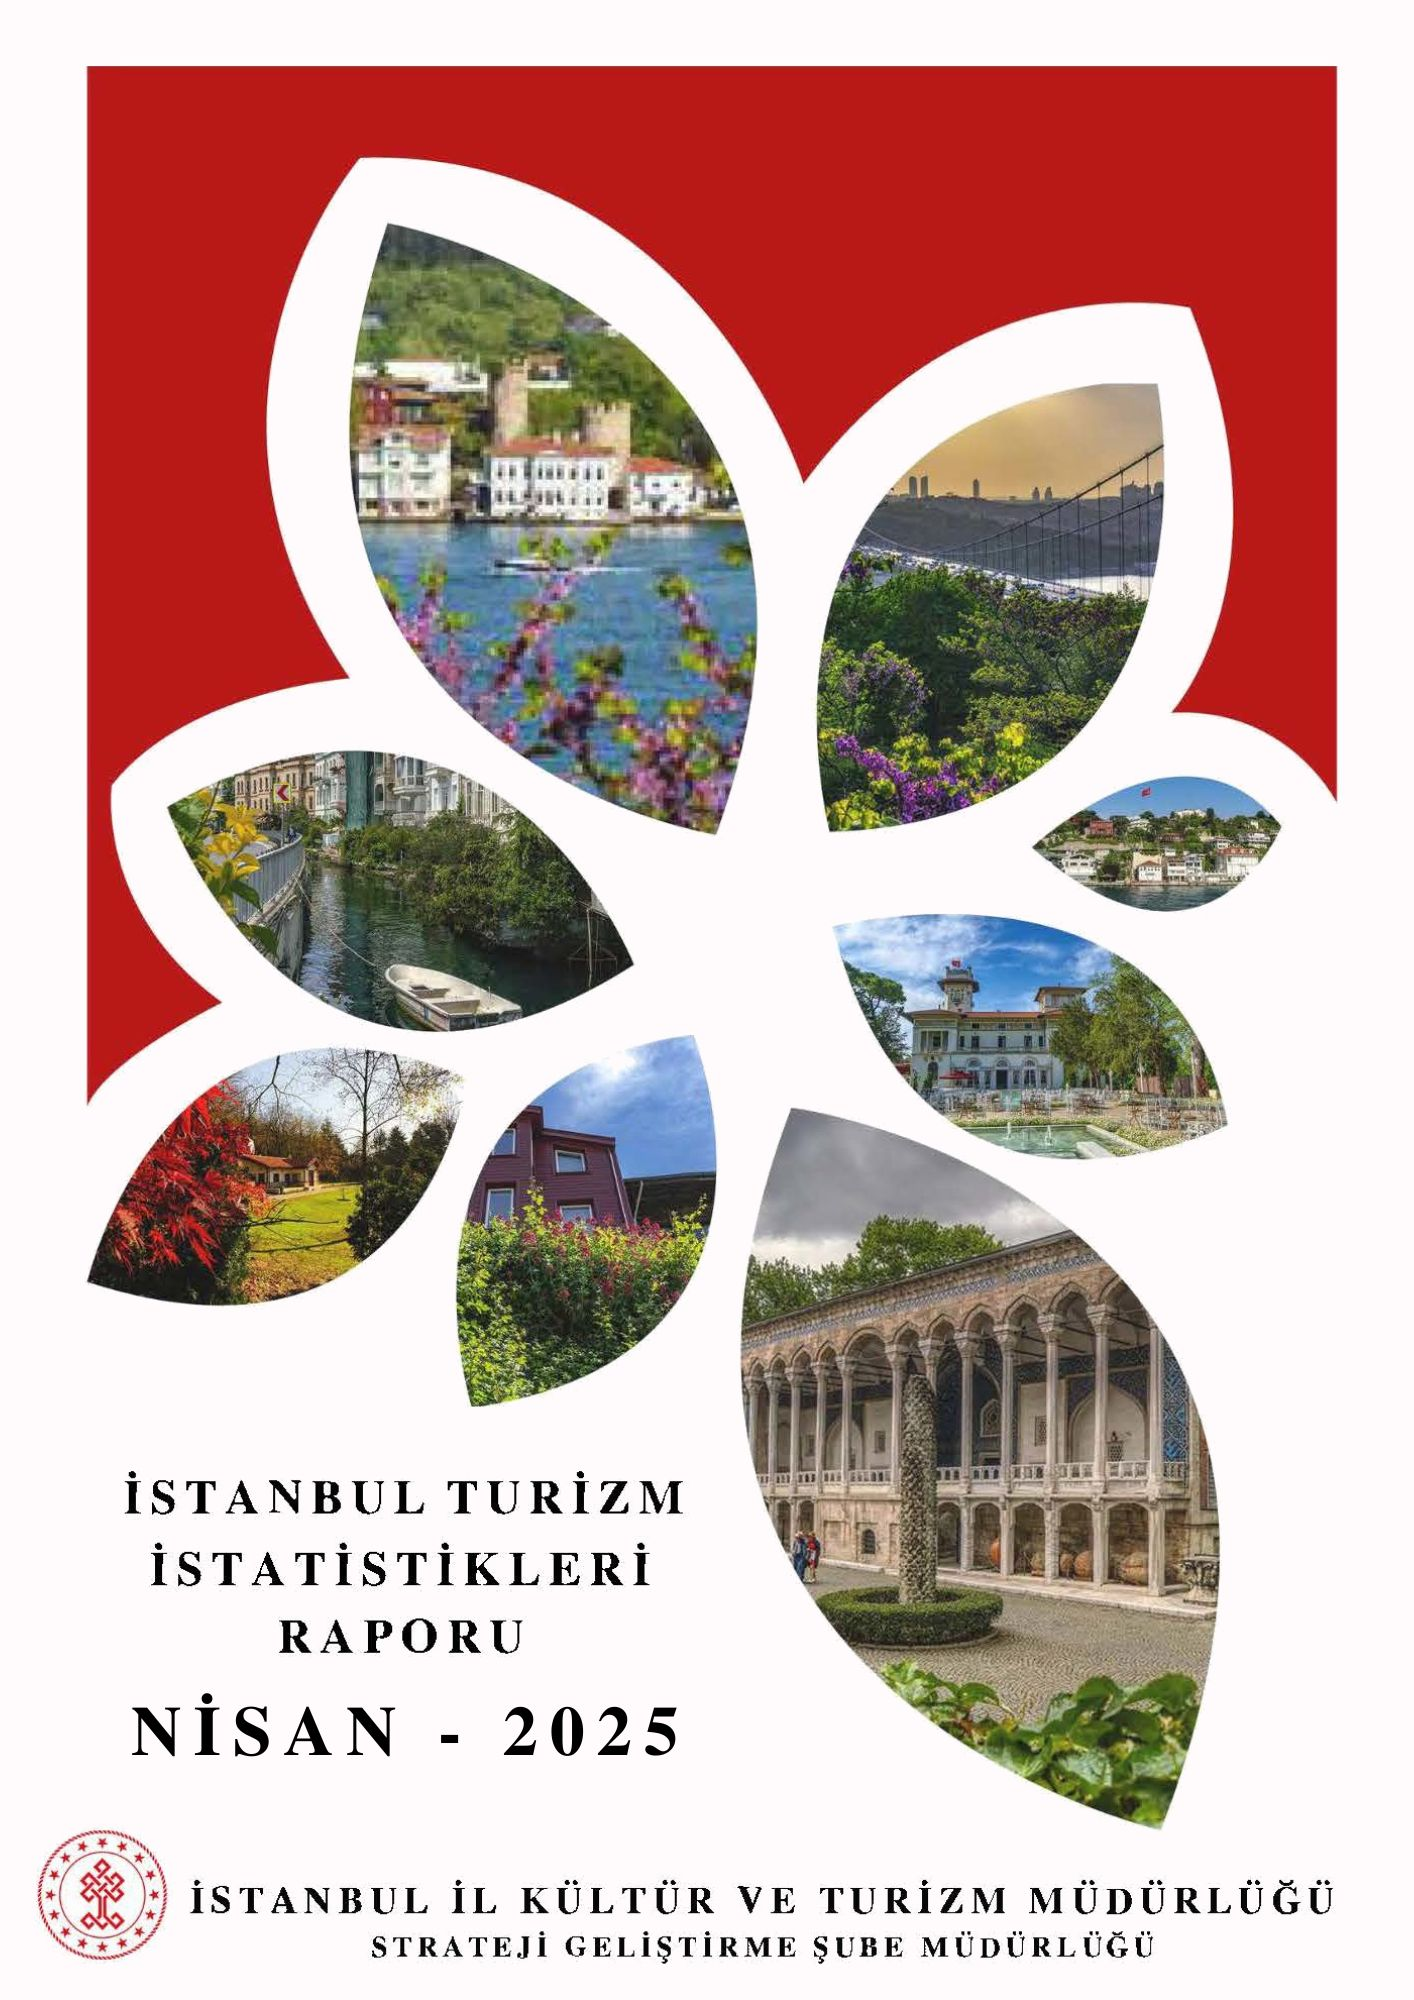 İSTANBUL TURİZM
İSTATİSTİKLERİ
RAPORU
NİSAN - 2025
İSTANBUL İL KÜLTÜR VE TURİZM MÜDÜRLÜĞÜ
STRATEJİ GELİŞTİRME ŞUBE MÜDÜRLÜĞÜ